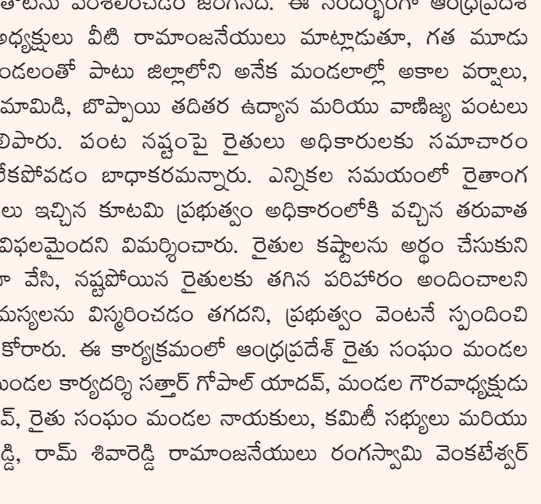 తోటను పరిశీలించడం జరిగినది. ఈ సందర్భంగా ఆంధ్రప్రదేశ్
అధ్యక్షులు వీటి రామాంజనేయులు మాట్లాడుతూ, గత మూడు
ండలంతో పాటు జిల్లాలోని అనేక మండలాల్లో అకాల వర్షాలు,
మామిడి, బొప్పాయి తదితర ఉద్యాన మరియు వాణిజ్య పంటలు
లిపారు. పంట నష్టంపై రైతులు అధికారులకు సమాచారం
లేకపోవడం బాధాకరమన్నారు. ఎన్నికల సమయంలో రైతాంగ
లు ఇచ్చిన కూటమి ప్రభుత్వం అధికారంలోకి వచ్చిన తరువాత
విఫలమైందని విమర్శించారు. రైతుల కష్టాలను అర్థం చేసుకుని
వేసి, నష్టపోయిన రైతులకు తగిన పరిహారం అందించాలని
మస్యలను విస్మరించడం తగదని, ప్రభుత్వం వెంటనే స్పందించి
కోరారు. ఈ కార్యక్రమంలో ఆంధ్రప్రదేశ్ రైతు సంఘం మండల
మండల కార్యదర్శి సత్తార్ గోపాల్ యాదవ్, మండల గౌరవాధ్యక్షుడు
వ్, రైతు సంఘం మండల నాయకులు, కమిటీ సభ్యులు మరియు
డ్డి, రామ్ శివారెడ్డి రామాంజనేయులు రంగస్వామి వెంకటేశ్వర్